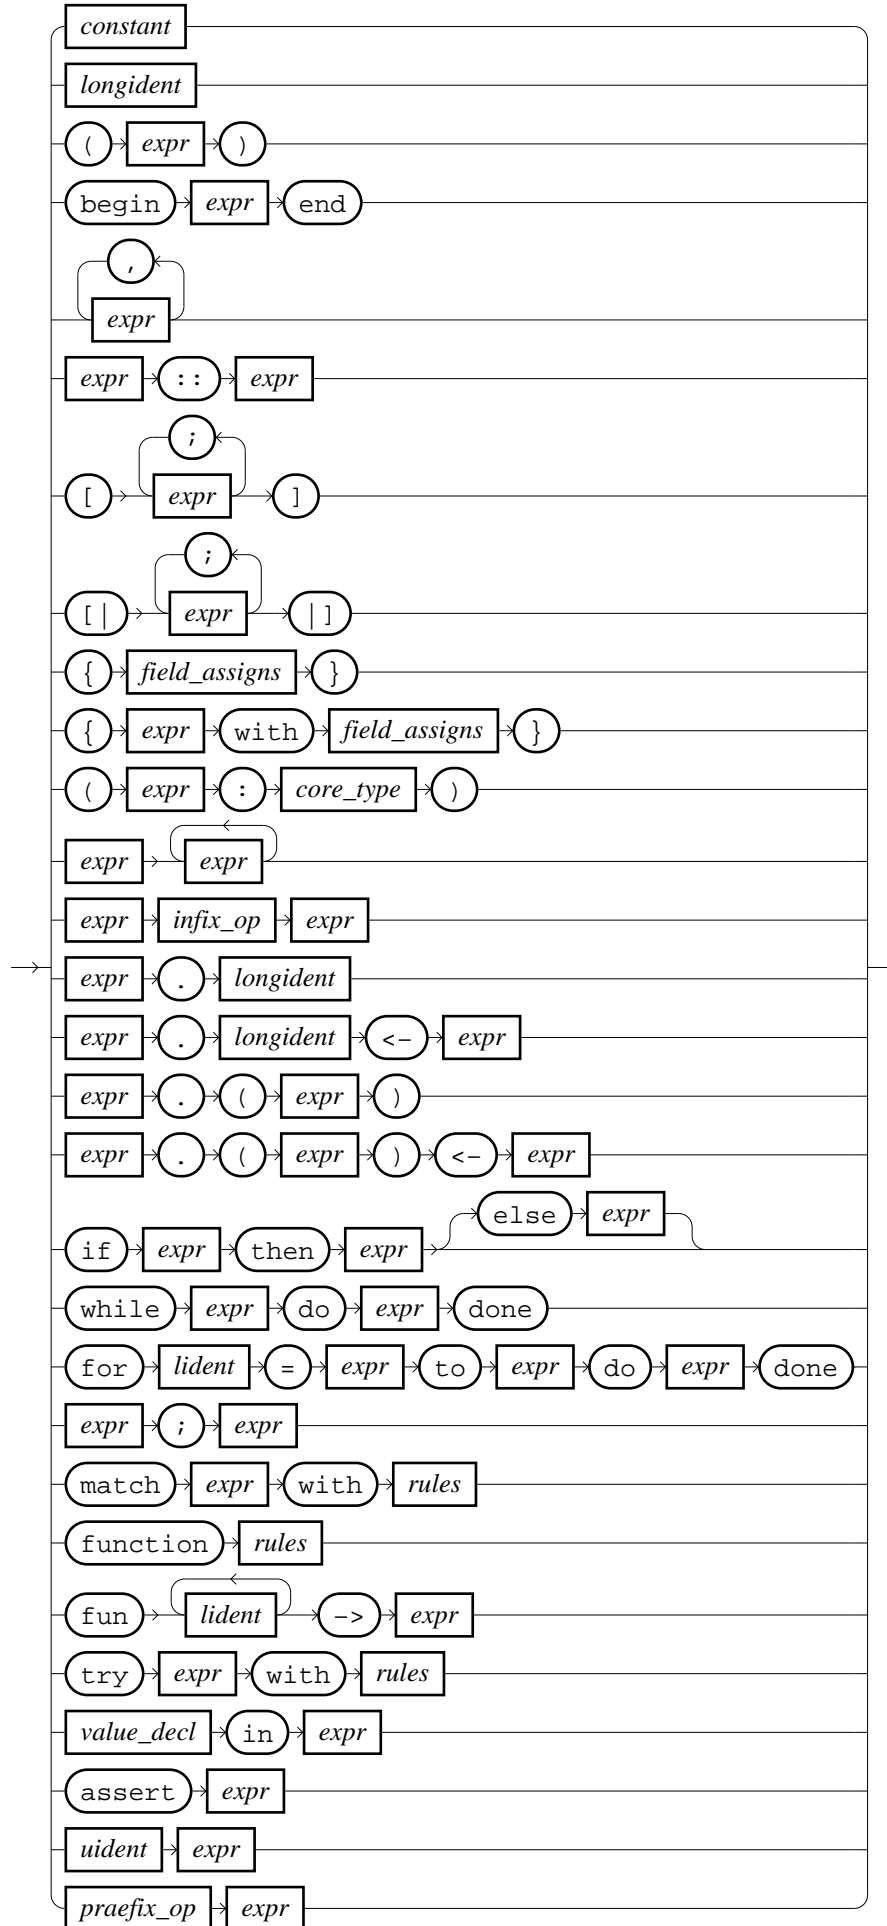 constant
longident
( expr )
begin expr end
,
expr
expr :: expr
;
[ expr ]
;
[| expr |]
{ field_assigns }
{ expr with field_assigns }
( expr : core_type )
expr expr
expr infix_op expr
expr . longident
expr . longident <- expr
expr . ( expr )
expr . ( expr ) <- expr
else expr
if expr then expr
while expr do expr done
for lident = expr to expr do expr done
expr ; expr
match expr with rules
function rules
fun lident -> expr
try expr with rules
value_decl in expr
assert expr
uident expr
praefix_op expr